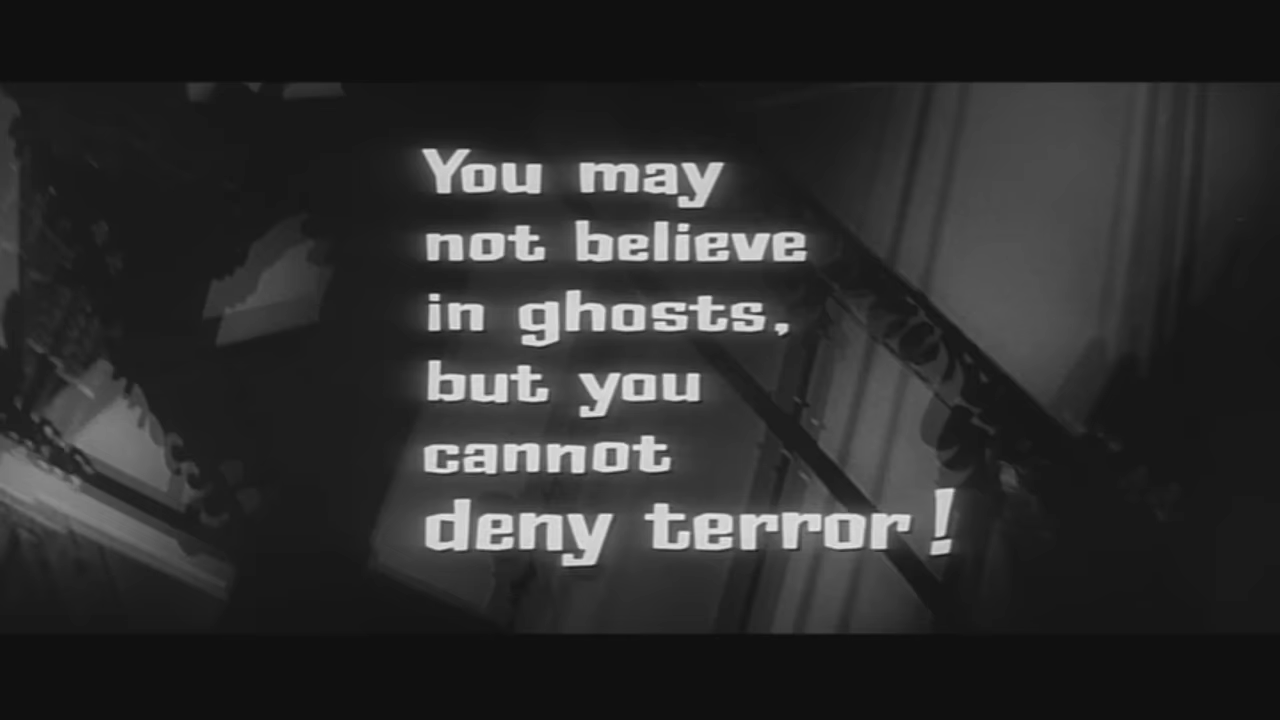 You may
not believe
in ghosts,
but you
cannot
deny terror!